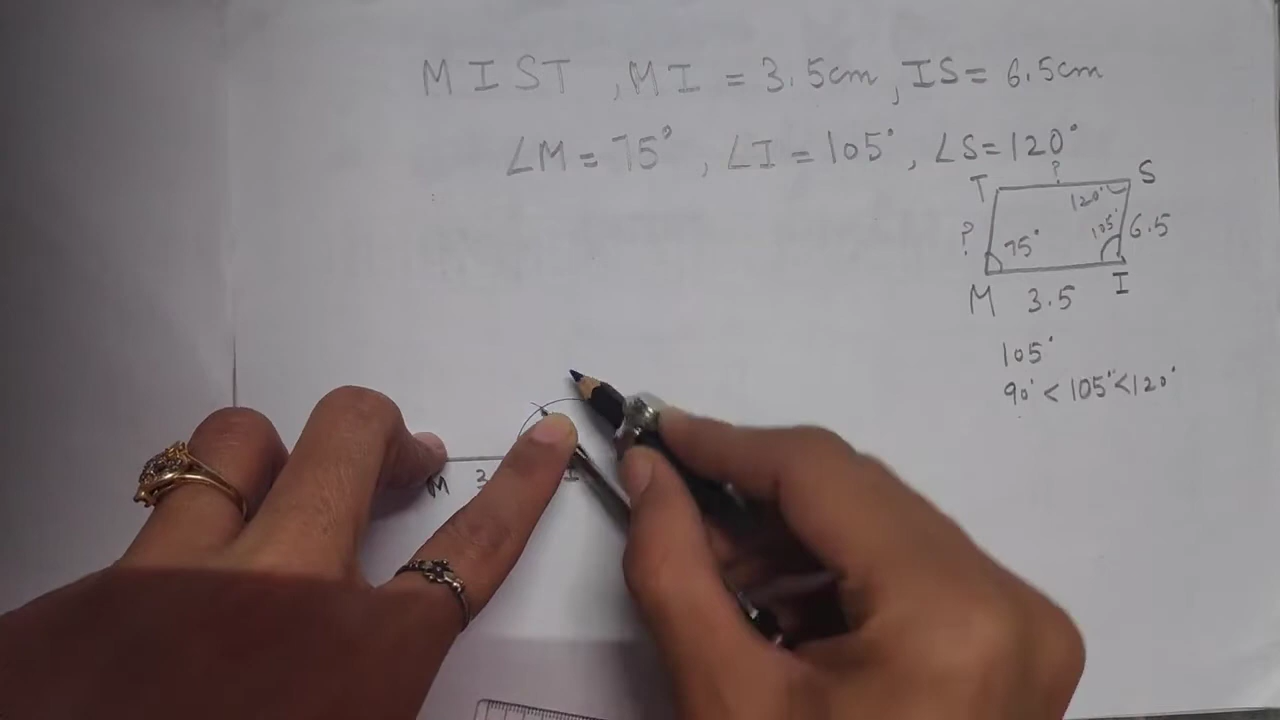 MIST, MI = 3.5cm, IS= 6.5cm
∠M = 75°, ∠I = 105°, ∠S=120°
?
T S
120°
? 75° 105° 6.5
M 3.5 I
105°
90° < 105° < 120°
M 3 I